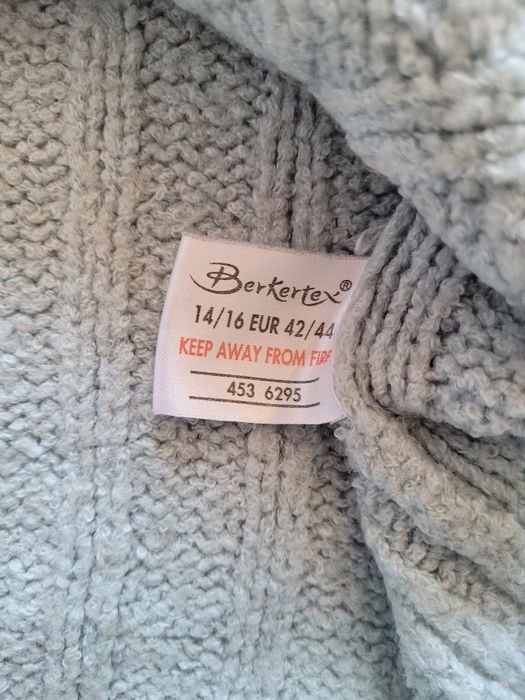 Berkertex®
14/16 EUR 42/44
KEEP AWAY FROM FIRE
453 6295